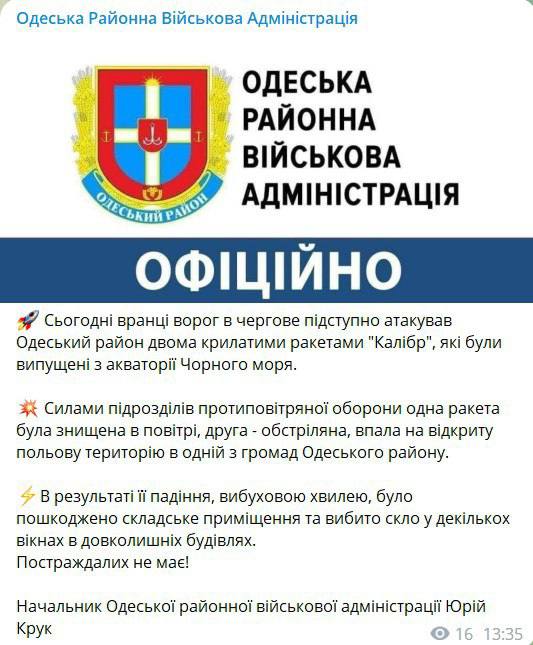 Одеська Районна Військова Адміністрація
ОДЕСЬКА
РАЙОННА
ВІЙСЬКОВА
АДМІНІСТРАЦІЯ
ОДЕСЬКИЙ РАЙОН
ОФІЦІЙНО
🚀 Сьогодні вранці ворог в чергове підступно атакував
Одеський район двома крилатими ракетами "Калібр", які були
випущені з акваторії Чорного моря.
💥 Силами підрозділів протиповітряної оборони одна ракета
була знищена в повітрі, друга - обстріляна, впала на відкриту
польову територію в одній з громад Одеського району.
⚡В результаті її падіння, вибуховою хвилею, було
пошкоджено складське приміщення та вибито скло у декількох
вікнах в довколишніх будівлях.
Постраждалих не має!
Начальник Одеської районної військової адміністрації Юрій
Крук
16 13:35